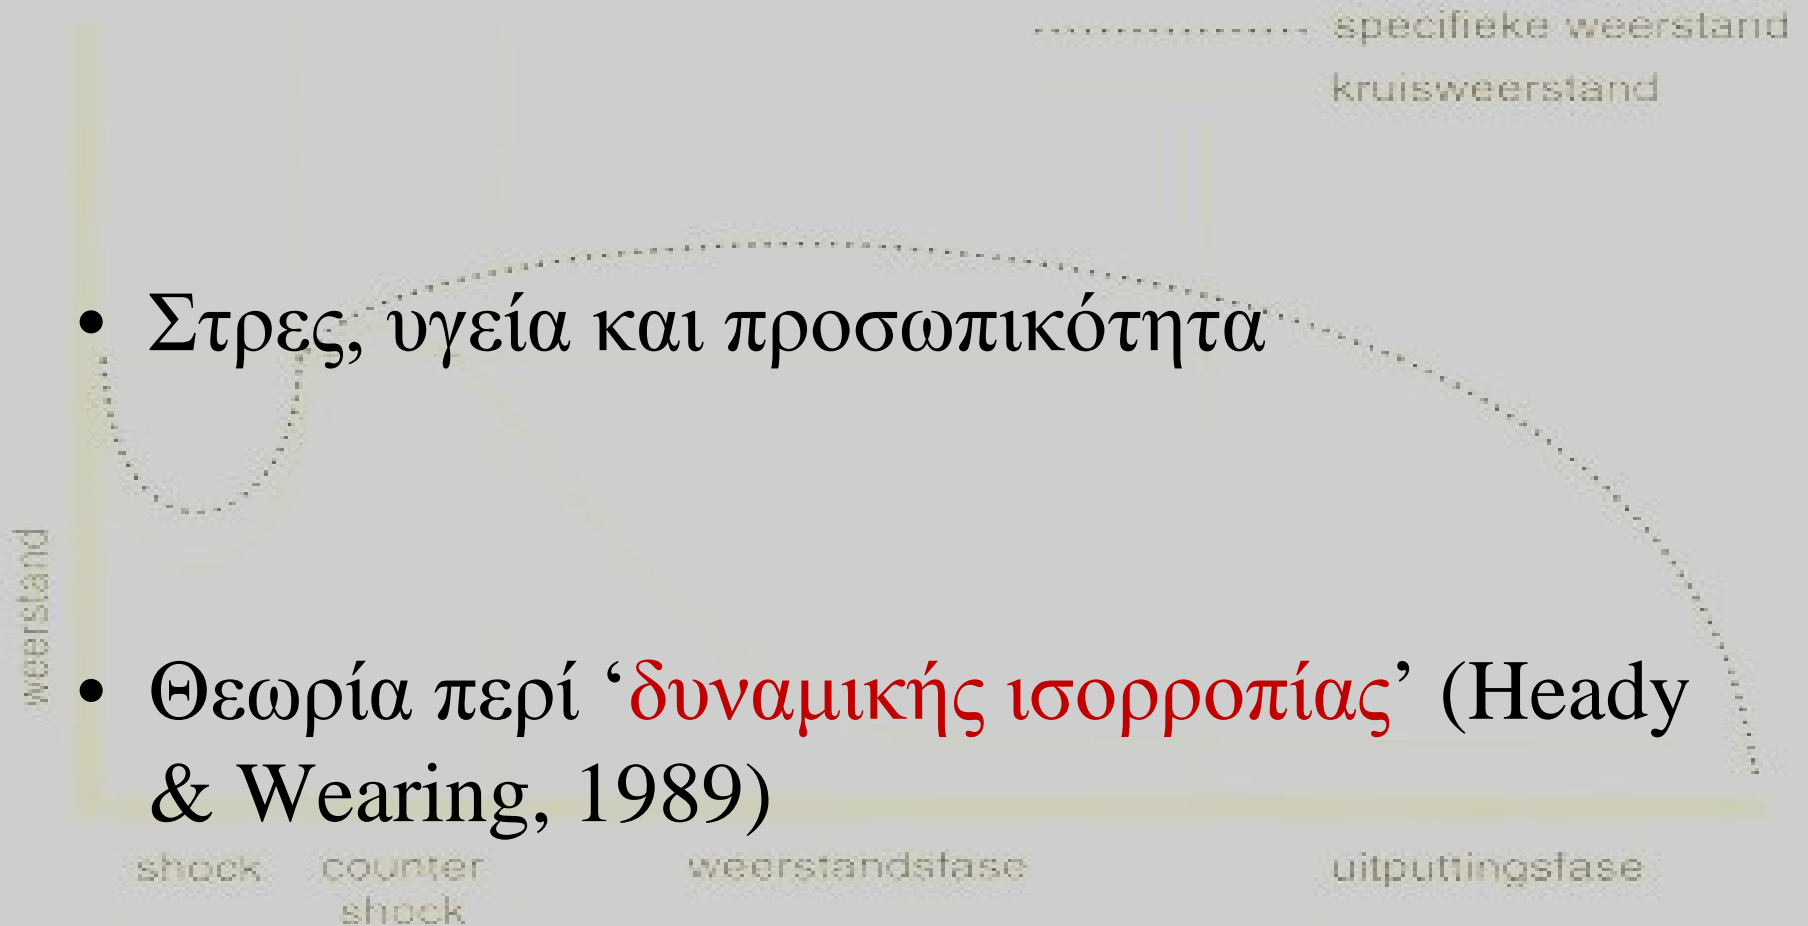 specifieke weerstand
kruisweerstand
• Στρες, υγεία και προσωπικότητα
weerstand
• Θεωρία περί ‘δυναμικής ισορροπίας’ (Heady
& Wearing, 1989)
shock counter weerstandsfase uitputtingsfase
shock